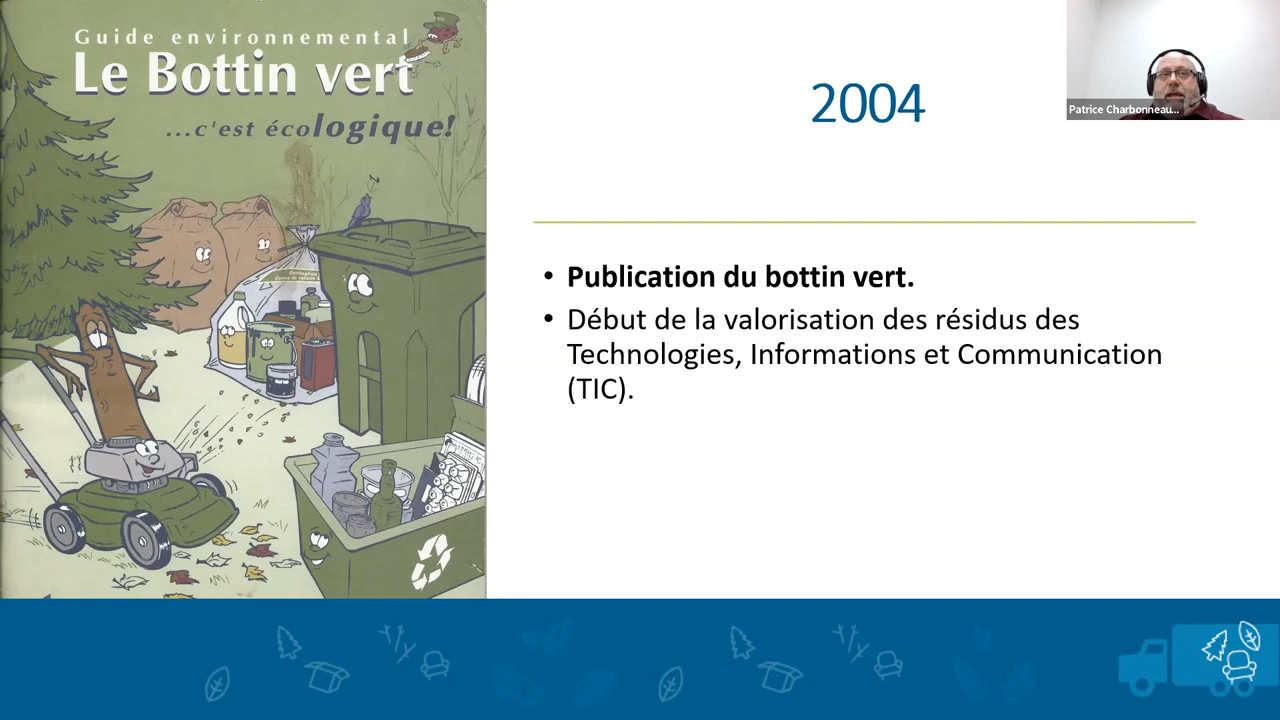 Guide environnemental
Le Bottin vert
...c'est écologique!
2004
Patrice Charbonneau...
• Publication du bottin vert.
• Début de la valorisation des résidus des
Technologies, Informations et Communication
(TIC).